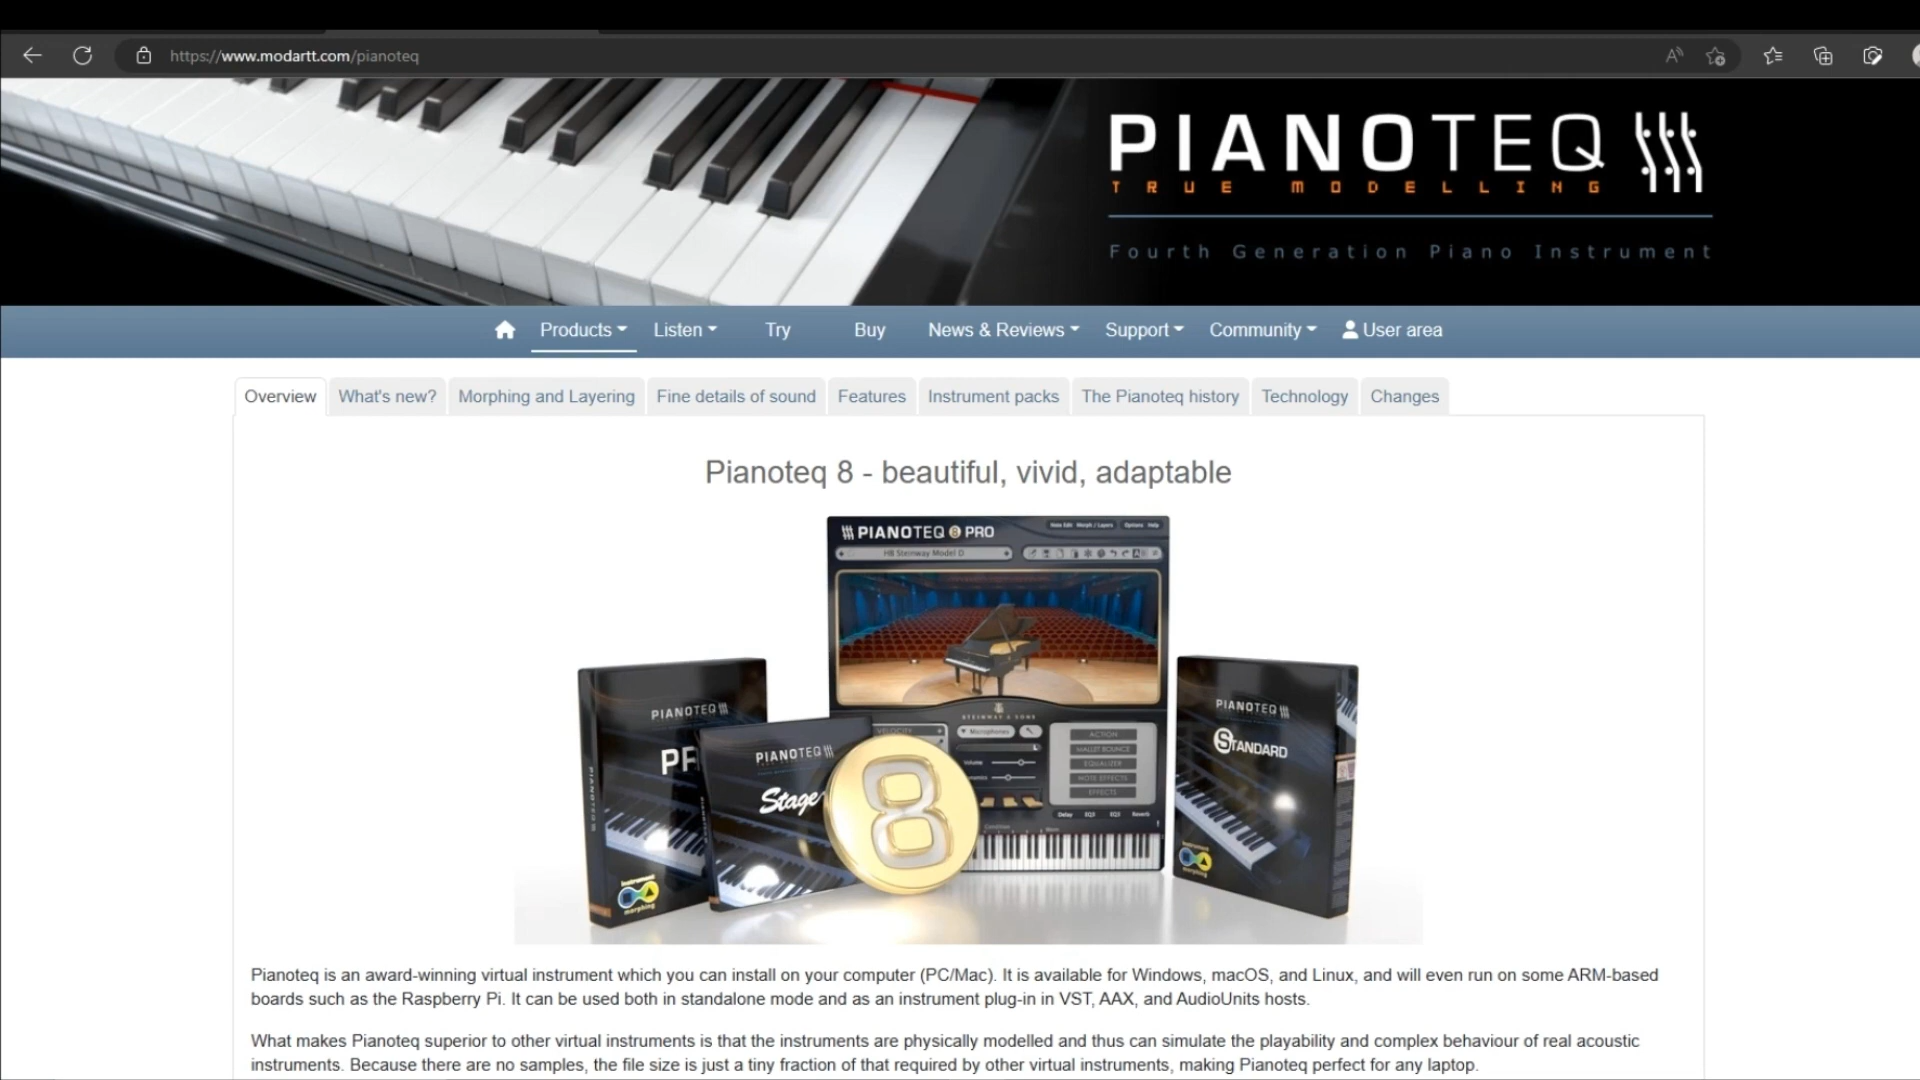 https://www.modartt.com/pianoteq
PIANOTEQ
TRUE MODELLING
Fourth Generation Piano Instrument
Products Listen Try Buy News & Reviews Support Community User area
Overview What's new? Morphing and Layering Fine details of sound Features Instrument packs The Pianoteq history Technology Changes
Pianoteq 8 - beautiful, vivid, adaptable
PIANOTEQ 8 PRO
Note Edit Morph / Layers Options Help
HB Steinway Model D
STEINWAY & SONS
VELOCITY
Microphones
Volume
ACTION
MALLET BOUNCE
EQUALIZER
NOTE EFFECTS
EFFECTS
Delay EQ3 EQ3 Reverb
Condition
PIANOTEQ
PR
PIANOTEQ
instrument
morphing
PIANOTEQ
Stage
8
PIANOTEQ
STANDARD
instrument
morphing
Pianoteq is an award-winning virtual instrument which you can install on your computer (PC/Mac). It is available for Windows, macOS, and Linux, and will even run on some ARM-based
boards such as the Raspberry Pi. It can be used both in standalone mode and as an instrument plug-in in VST, AAX, and AudioUnits hosts.
What makes Pianoteq superior to other virtual instruments is that the instruments are physically modelled and thus can simulate the playability and complex behaviour of real acoustic
instruments. Because there are no samples, the file size is just a tiny fraction of that required by other virtual instruments, making Pianoteq perfect for any laptop.